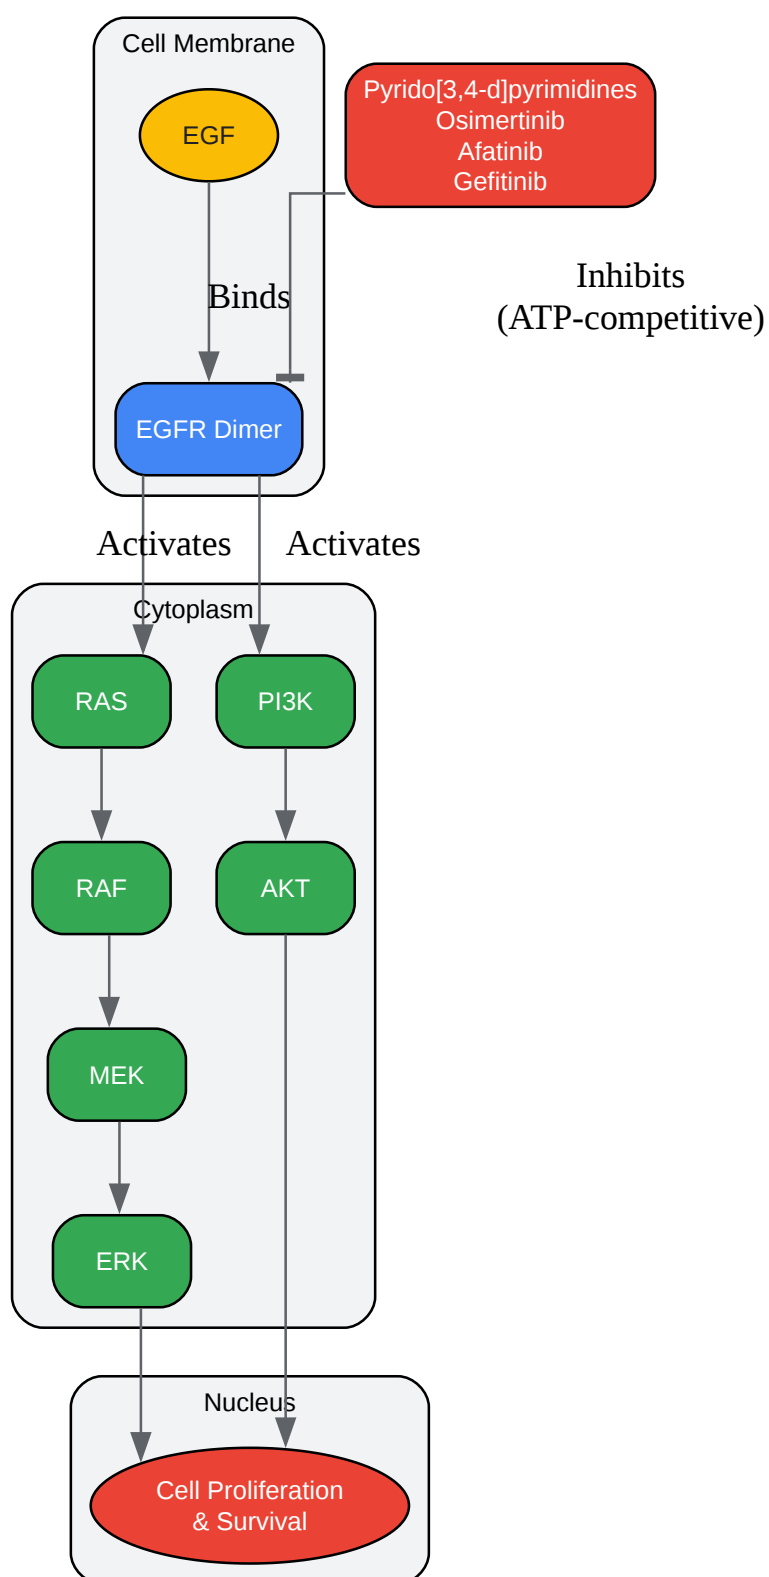 Cell Membrane
EGF
Pyrido[3,4-d]pyrimidines
Osimertinib
Afatinib
Gefitinib
Binds
Inhibits
(ATP-competitive)
EGFR Dimer
Activates
Activates
Cytoplasm
RAS
PI3K
RAF
AKT
MEK
ERK
Nucleus
Cell Proliferation
& Survival